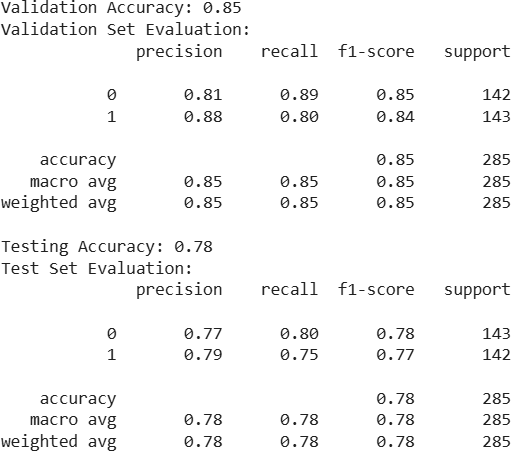 Validation Accuracy: 0.85
Validation Set Evaluation:
precision recall f1-score support
0 0.81 0.89 0.85 142
1 0.88 0.80 0.84 143
accuracy 0.85 285
macro avg 0.85 0.85 0.85 285
weighted avg 0.85 0.85 0.85 285
Testing Accuracy: 0.78
Test Set Evaluation:
precision recall f1-score support
0 0.77 0.80 0.78 143
1 0.79 0.75 0.77 142
accuracy 0.78 285
macro avg 0.78 0.78 0.78 285
weighted avg 0.78 0.78 0.78 285